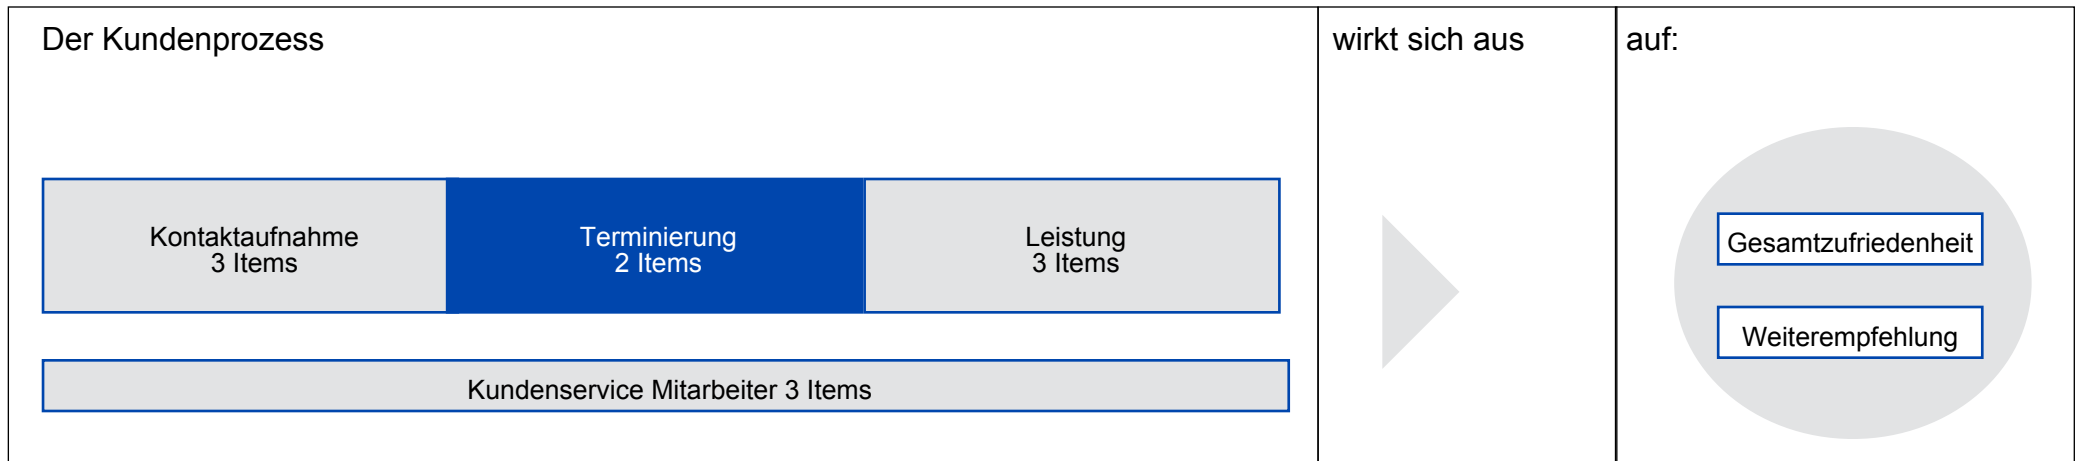 Der Kundenprozess
wirkt sich aus
auf:
Kontaktaufnahme
3 Items
Terminierung
2 Items
Leistung
3 Items
Kundenservice Mitarbeiter 3 Items
Gesamtzufriedenheit
Weiterempfehlung